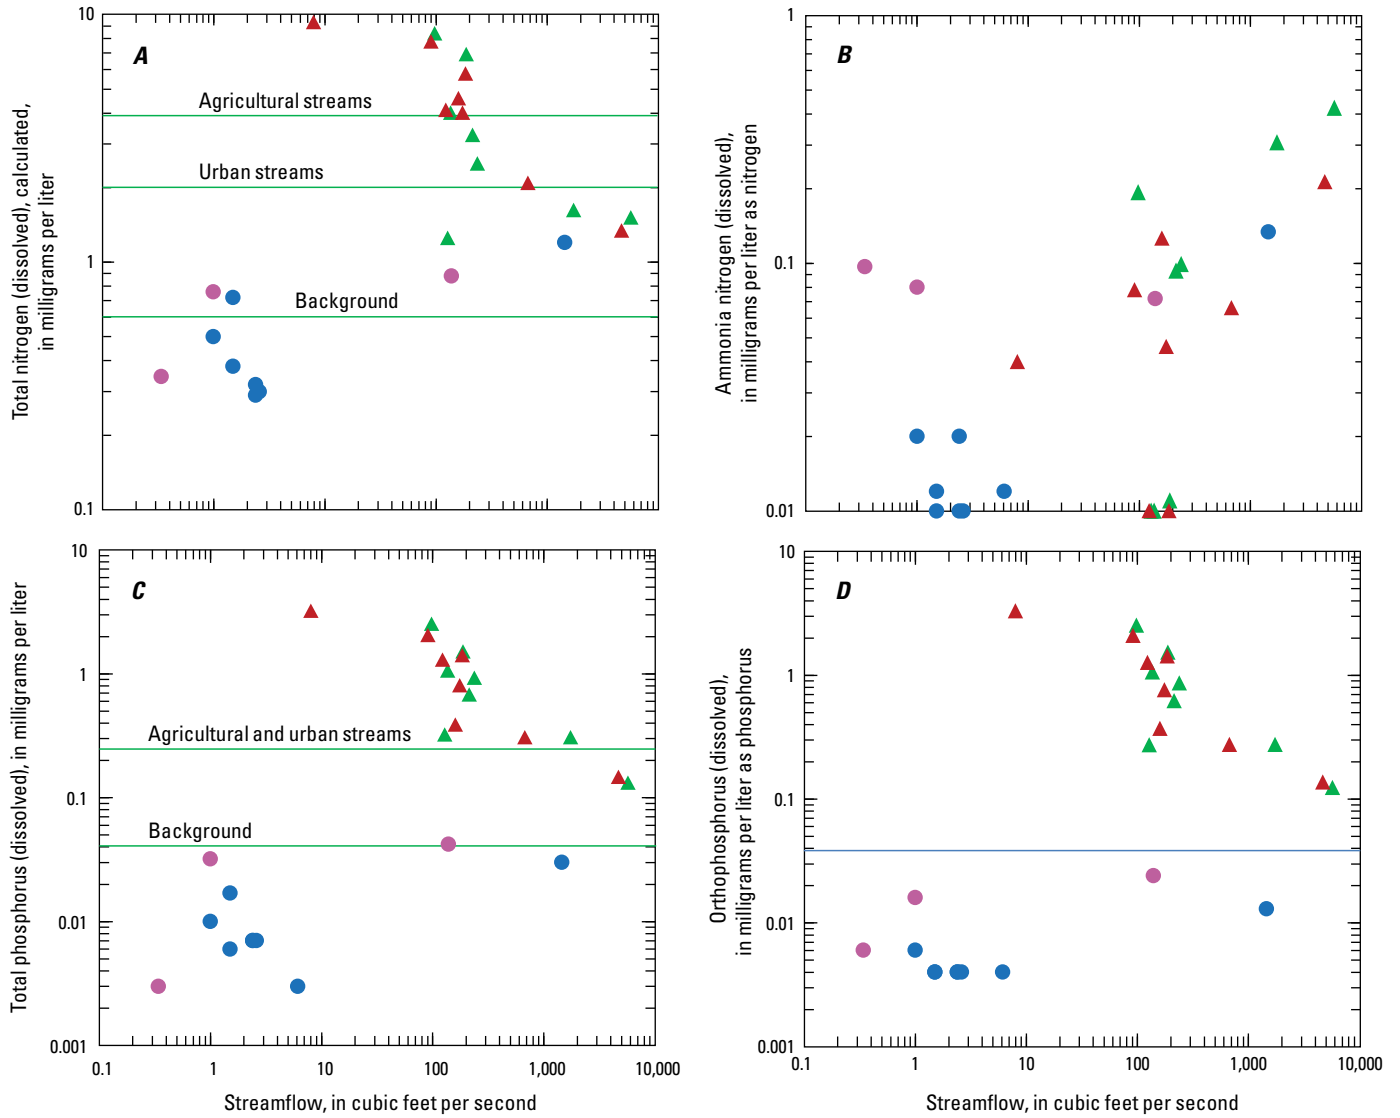 A
Total nitrogen (dissolved), calculated,
in milligrams per liter
10
1
0.1
Agricultural streams
Urban streams
Background
B
Ammonia nitrogen (dissolved),
in milligrams per liter as nitrogen
1
0.1
0.01
C
Total phosphorus (dissolved), in milligrams per liter
10
1
0.1
0.01
0.001
Agricultural and urban streams
Background
0.1 1 10 100 1,000 10,000
Streamflow, in cubic feet per second
D
Orthophosphorus (dissolved),
in milligrams per liter as phosphorus
10
1
0.1
0.01
0.001
0.1 1 10 100 1,000 10,000
Streamflow, in cubic feet per second